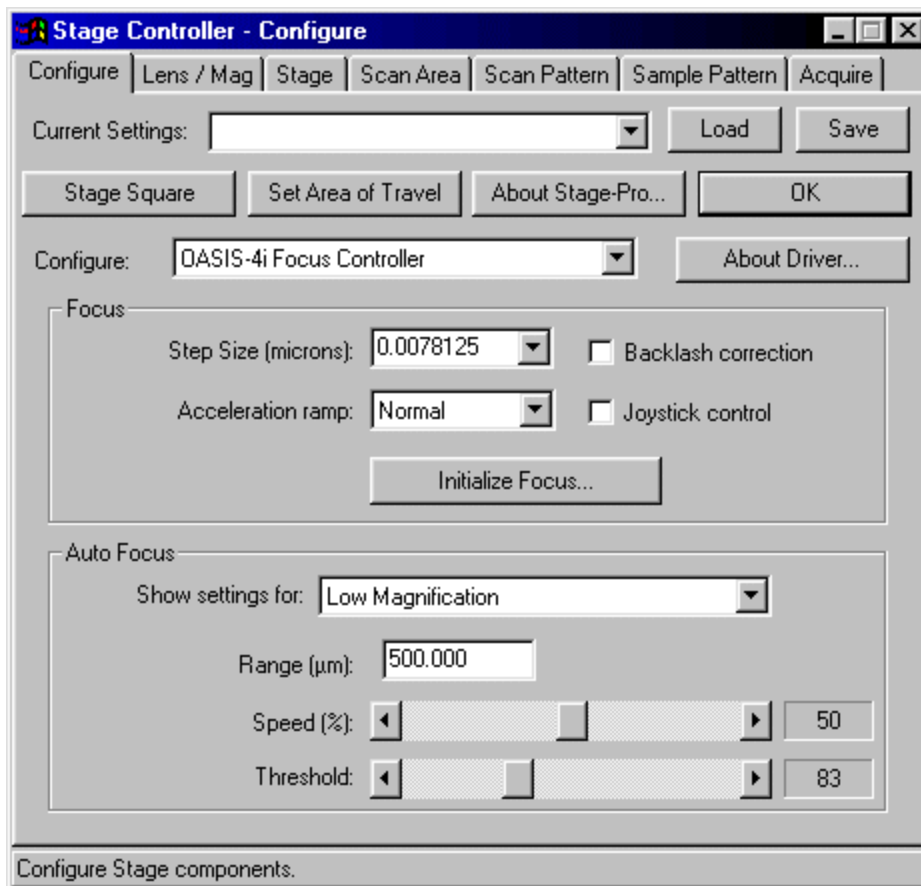 Stage Controller - Configure
Configure Lens / Mag Stage Scan Area Scan Pattern Sample Pattern Acquire
Current Settings: Load Save
Stage Square Set Area of Travel About Stage-Pro... OK
Configure: OASIS-4i Focus Controller About Driver...
Focus
Step Size (microns): 0.0078125 Backlash correction
Acceleration ramp: Normal Joystick control
Initialize Focus...
Auto Focus
Show settings for: Low Magnification
Range (µm): 500.000
Speed (%): 50
Threshold: 83
Configure Stage components.